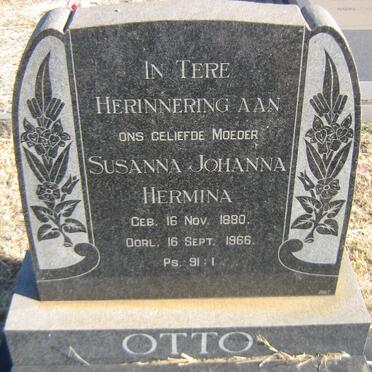 IN TERE
HERINNERING AAN
ONS GELIEFDE MOEDER
SUSANNA JOHANNA
HERMINA
GEB. 16 NOV. 1880.
OORL. 16 SEPT. 1966.
PS. 91:1
OTTO